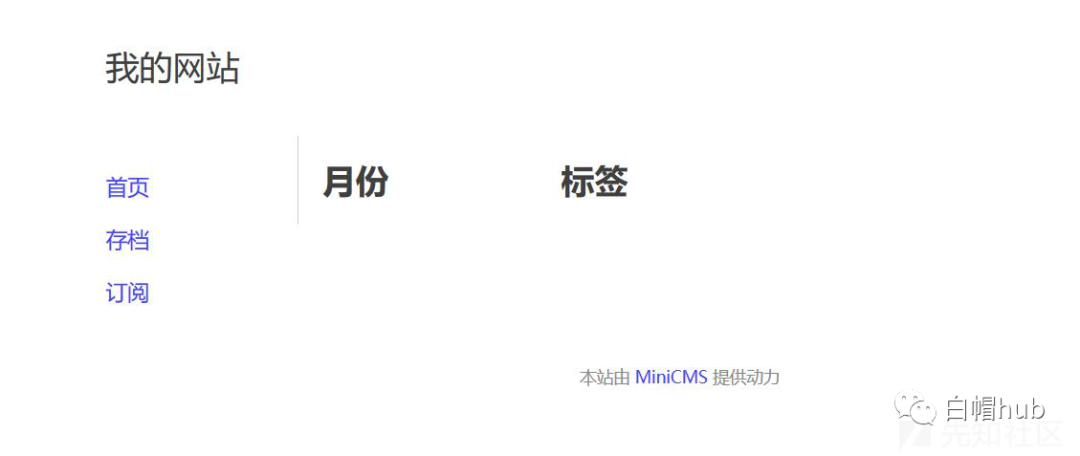 我的网站
首页
存档
订阅
月份 标签
本站由 MiniCMS 提供动力
白帽hub
先知社区